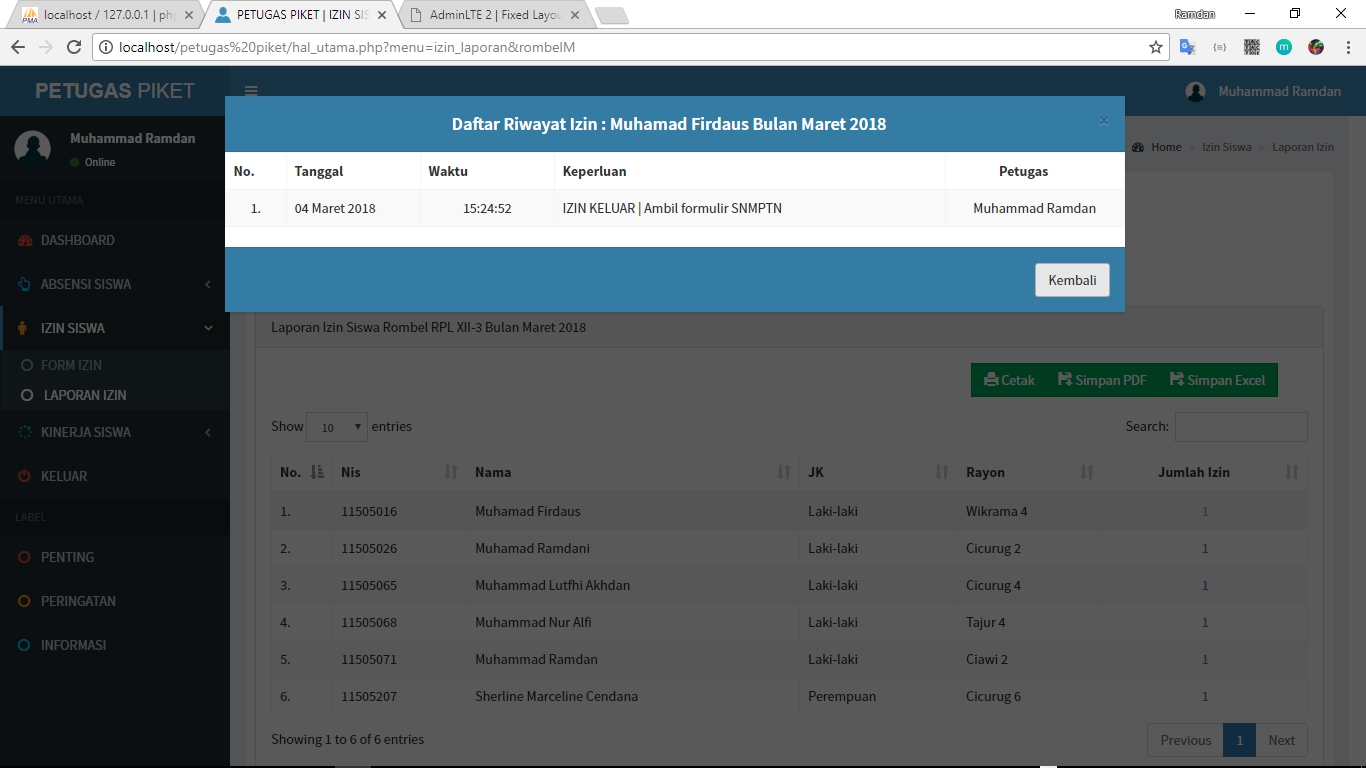 localhost / 127.0.0.1 | ph
PETUGAS PIKET | IZIN SIS
AdminLTE 2 | Fixed Layou
Ramdan
localhost/petugas%20piket/hal_utama.php?menu=izin_laporan&rombelM
PETUGAS PIKET
Muhammad Ramdan
Muhammad Ramdan
Online
Home > Izin Siswa > Laporan Izin
MENU UTAMA
DASHBOARD
ABSENSI SISWA
IZIN SISWA
FORM IZIN
LAPORAN IZIN
KINERJA SISWA
KELUAR
LABEL
PENTING
PERINGATAN
INFORMASI
Daftar Riwayat Izin : Muhamad Firdaus Bulan Maret 2018
×
No. Tanggal Waktu Keperluan Petugas
1. 04 Maret 2018 15:24:52 IZIN KELUAR | Ambil formulir SNMPTN Muhammad Ramdan
Kembali
Laporan Izin Siswa Rombel RPL XII-3 Bulan Maret 2018
Cetak Simpan PDF Simpan Excel
Show 10 entries Search:
No. Nis Nama JK Rayon Jumlah Izin
1. 11505016 Muhamad Firdaus Laki-laki Wikrama 4 1
2. 11505026 Muhamad Ramdani Laki-laki Cicurug 2 1
3. 11505065 Muhammad Lutfhi Akhdan Laki-laki Cicurug 4 1
4. 11505068 Muhammad Nur Alfi Laki-laki Tajur 4 1
5. 11505071 Muhammad Ramdan Laki-laki Ciawi 2 1
6. 11505207 Sherline Marceline Cendana Perempuan Cicurug 6 1
Showing 1 to 6 of 6 entries Previous 1 Next